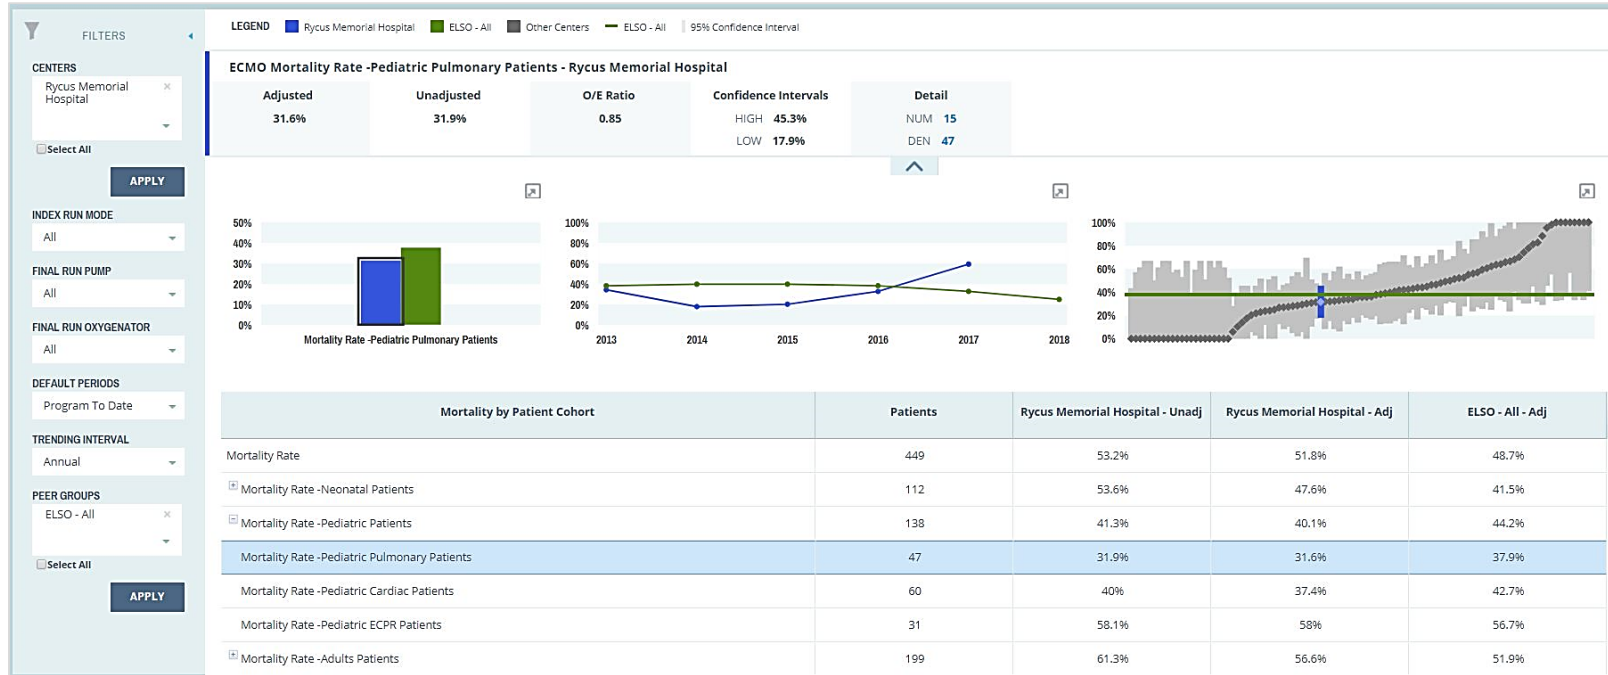 FILTERS
CENTERS
Rycus Memorial
Hospital
Select All
APPLY
INDEX RUN MODE
All
FINAL RUN PUMP
All
FINAL RUN OXYGENATOR
All
DEFAULT PERIODS
Program To Date
TRENDING INTERVAL
Annual
PEER GROUPS
ELSO - All
Select All
APPLY
LEGEND Rycus Memorial Hospital ELSO - All Other Centers ELSO - All 95% Confidence Interval
ECMO Mortality Rate -Pediatric Pulmonary Patients - Rycus Memorial Hospital
Adjusted Unadjusted O/E Ratio Confidence Intervals Detail
31.6% 31.9% 0.85 HIGH 45.3% NUM 15
LOW 17.9% DEN 47
50%
40%
30%
20%
10%
0%
Mortality Rate -Pediatric Pulmonary Patients
100%
80%
60%
40%
20%
0%
2013 2014 2015 2016 2017 2018
100%
80%
60%
40%
20%
0%
Mortality by Patient Cohort Patients Rycus Memorial Hospital - Unadj Rycus Memorial Hospital - Adj ELSO - All - Adj
Mortality Rate 449 53.2% 51.8% 48.7%
Mortality Rate -Neonatal Patients 112 53.6% 47.6% 41.5%
Mortality Rate -Pediatric Patients 138 41.3% 40.1% 44.2%
Mortality Rate -Pediatric Pulmonary Patients 47 31.9% 31.6% 37.9%
Mortality Rate -Pediatric Cardiac Patients 60 40% 37.4% 42.7%
Mortality Rate -Pediatric ECPR Patients 31 58.1% 58% 56.7%
Mortality Rate -Adults Patients 199 61.3% 56.6% 51.9%